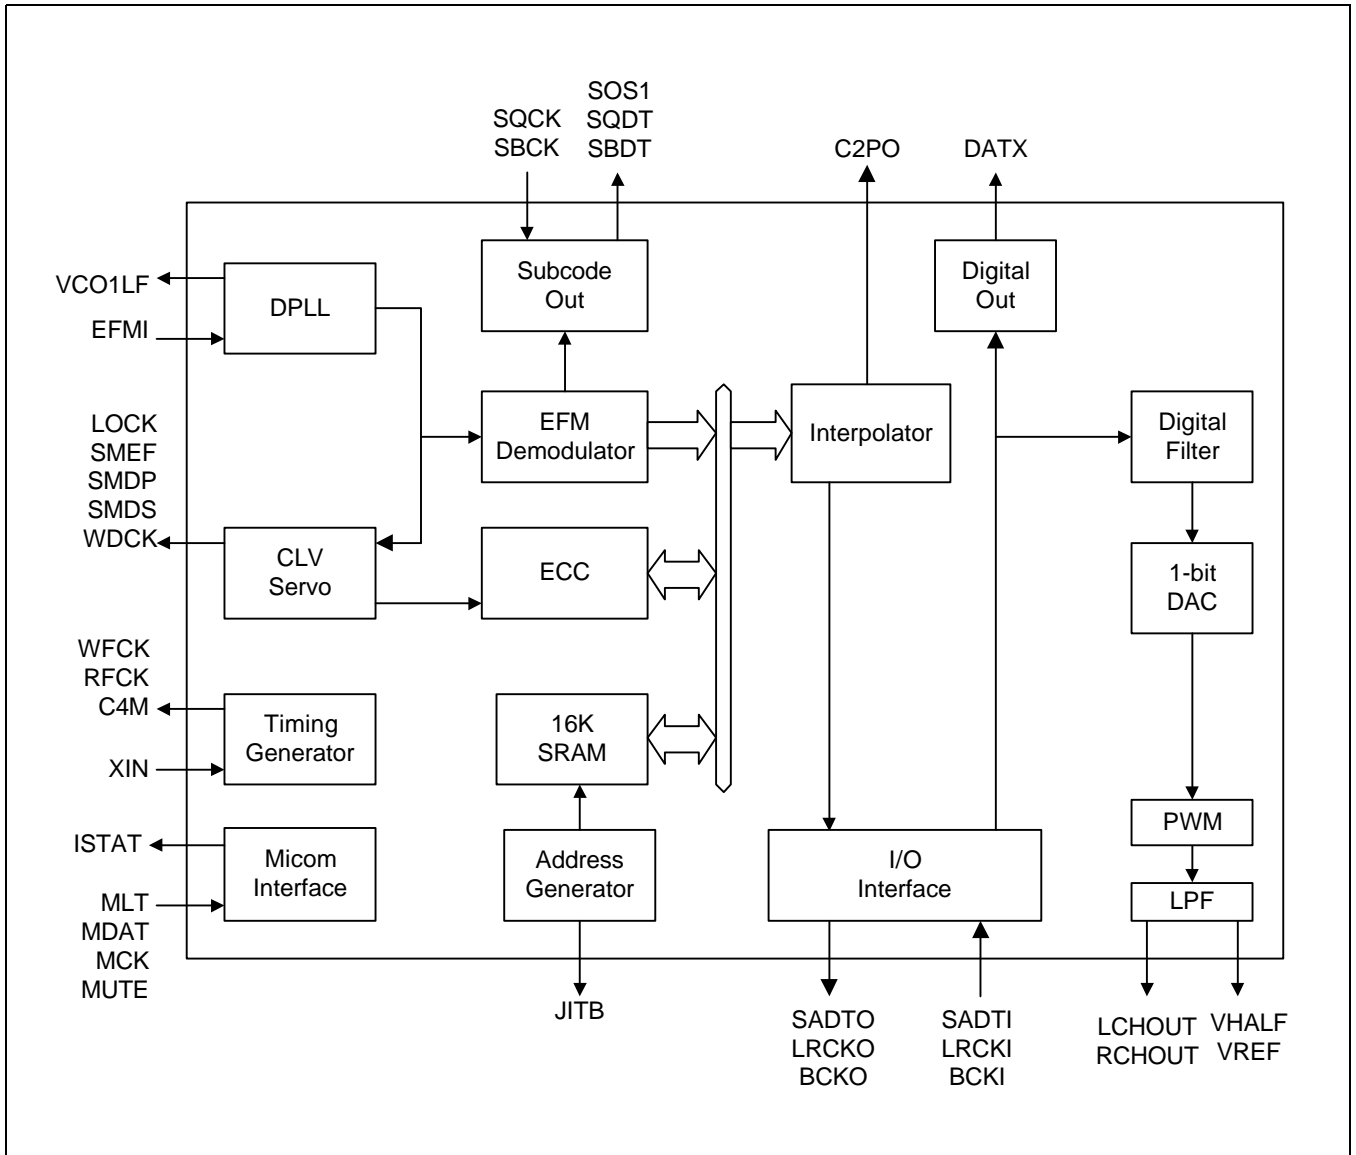 SOS1
SQCK
SQDT
SBCK
SBDT
C2PO
DATX
Subcode
Out
Digital
Out
VCO1LF
DPLL
EFMI
LOCK
SMEF
SMDP
SMDS
WDCK
EFM
Demodulator
Interpolator
Digital
Filter
CLV
Servo
ECC
1-bit
DAC
WFCK
RFCK
C4M
XIN
Timing
Generator
16K
SRAM
PWM
ISTAT
Micom
Interface
Address
Generator
I/O
Interface
LPF
MLT
MDAT
MCK
MUTE
JITB
SADTO
LRCKO
BCKO
SADTI
LRCKI
BCKI
LCHOUT
RCHOUT
VHALF
VREF